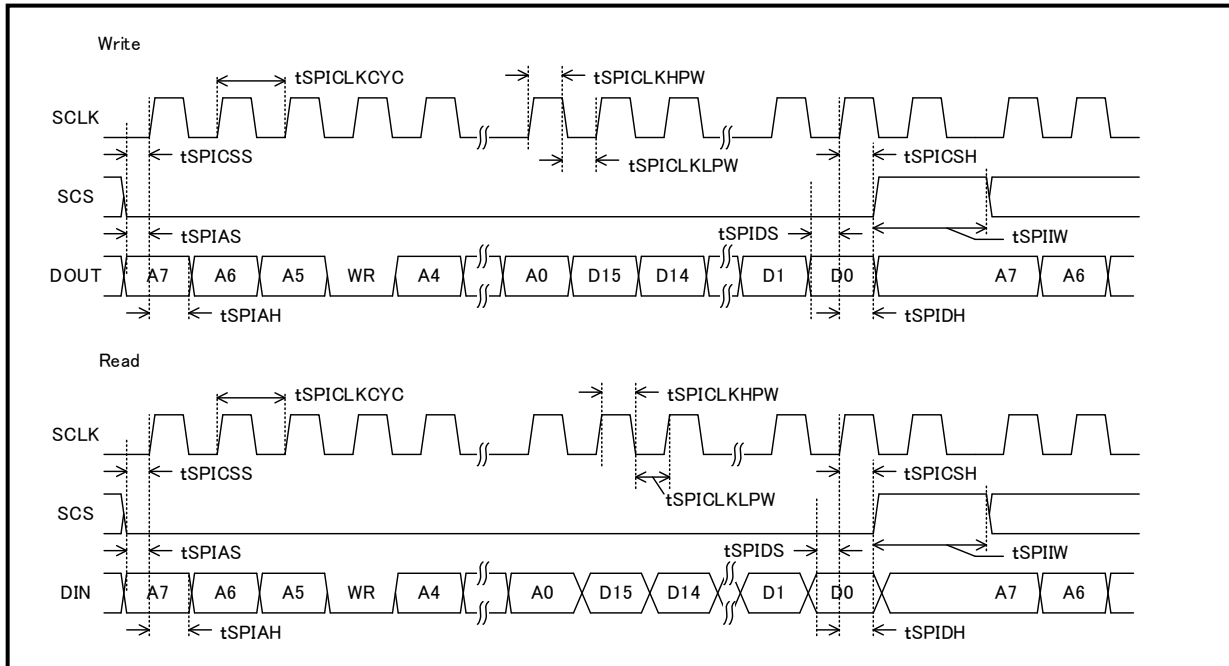 Write
tSPICLKCYC
tSPICLKHPW
SCLK
tSPICSS
tSPICLKLPW
tSPICSH
SCS
tSPIAS
tSPIDS
tSPIIW
DOUT A7 A6 A5 WR A4 A0 D15 D14 D1 D0 A7 A6
tSPIAH
tSPIDH
Read
tSPICLKCYC
tSPICLKHPW
SCLK
tSPICSS
tSPICSH
tSPICLKLPW
SCS
tSPIAS
tSPIDS
tSPIIW
DIN A7 A6 A5 WR A4 A0 D15 D14 D1 D0 A7 A6
tSPIAH
tSPIDH